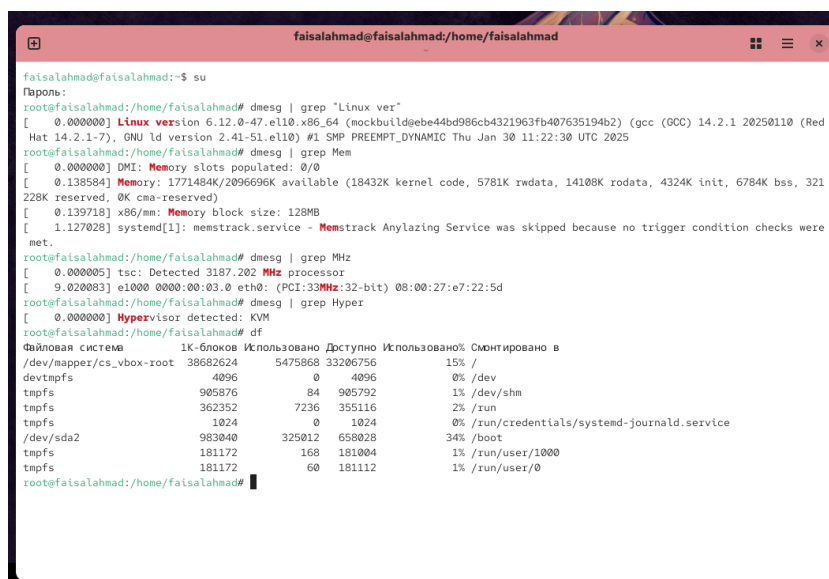 faisalahmad@faisalahmad:/home/faisalahmad
~
faisalahmad@faisalahmad:~$ su
Пароль:
root@faisalahmad:/home/faisalahmad# dmesg | grep "Linux ver"
[    0.000000] Linux version 6.12.0-47.el10.x86_64 (mockbuild@ebe44bd986cb4321963fb407635194b2) (gcc (GCC) 14.2.1 20250110 (Red
 Hat 14.2.1-7), GNU ld version 2.41-51.el10) #1 SMP PREEMPT_DYNAMIC Thu Jan 30 11:22:30 UTC 2025
root@faisalahmad:/home/faisalahmad# dmesg | grep Mem
[    0.000000] DMI: Memory slots populated: 0/0
[    0.138584] Memory: 1771484K/2096696K available (18432K kernel code, 5781K rwdata, 14108K rodata, 4324K init, 6784K bss, 321
228K reserved, 0K cma-reserved)
[    0.139718] x86/mm: Memory block size: 128MB
[    1.127028] systemd[1]: memstrack.service - Memstrack Anylazing Service was skipped because no trigger condition checks were
 met.
root@faisalahmad:/home/faisalahmad# dmesg | grep MHz
[    0.000005] tsc: Detected 3187.202 MHz processor
[    9.020083] e1000 0000:00:03.0 eth0: (PCI:33MHz:32-bit) 08:00:27:e7:22:5d
root@faisalahmad:/home/faisalahmad# dmesg | grep Hyper
[    0.000000] Hypervisor detected: KVM
root@faisalahmad:/home/faisalahmad# df
Файловая система         1K-блоков Использовано Доступно Использовано% Смонтировано в
/dev/mapper/cs_vbox-root  38682624      5475868 33206756           15% /
devtmpfs                      4096            0     4096            0% /dev
tmpfs                       905876           84   905792            1% /dev/shm
tmpfs                       362352         7236   355116            2% /run
tmpfs                         1024            0     1024            0% /run/credentials/systemd-journald.service
/dev/sda2                   983040       325012   658028           34% /boot
tmpfs                       181172          168   181004            1% /run/user/1000
tmpfs                       181172           60   181112            1% /run/user/0
root@faisalahmad:/home/faisalahmad#